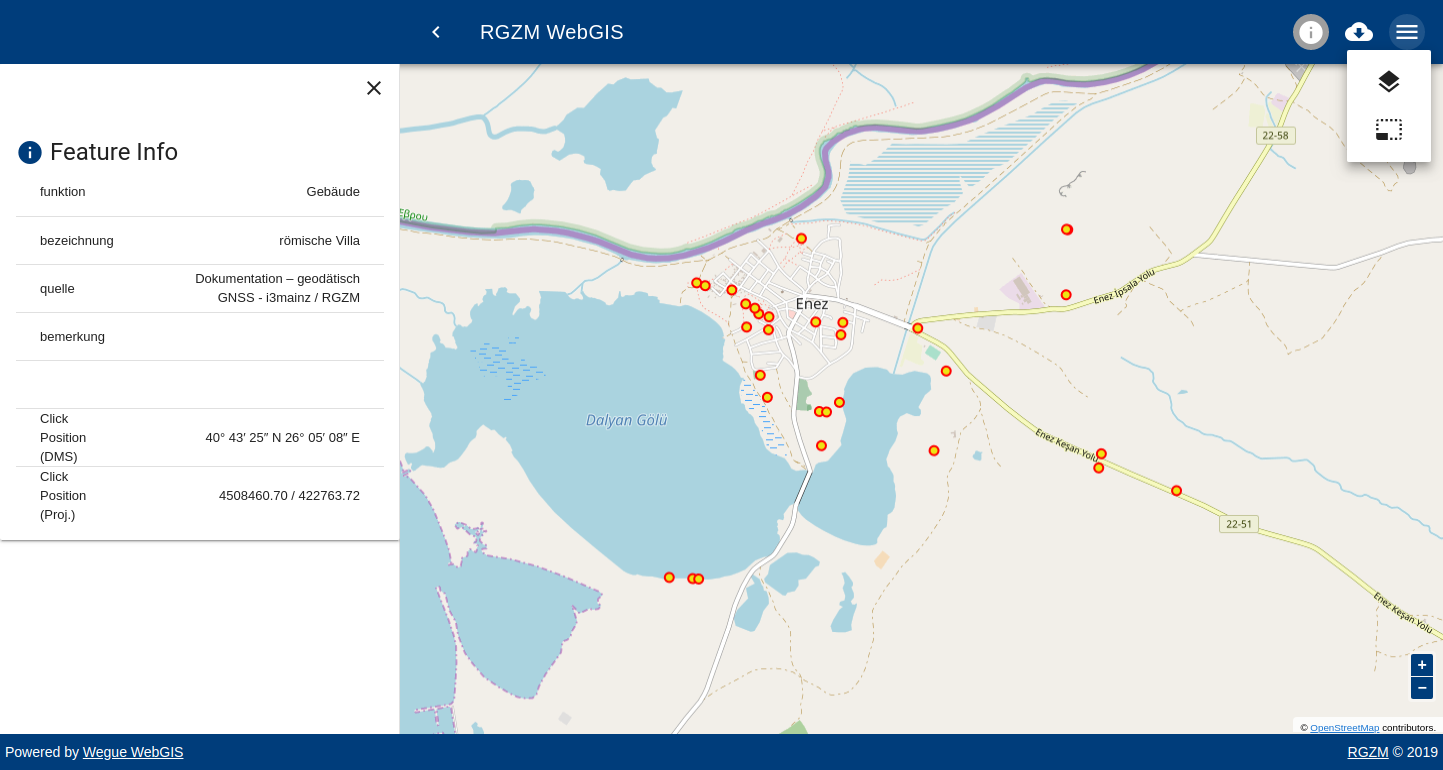 RGZM WebGIS
Feature Info
funktion Gebäude
bezeichnung römische Villa
quelle Dokumentation – geodätisch
GNSS - i3mainz / RGZM
bemerkung
Click
Position
(DMS)
40° 43′ 25″ N 26° 05′ 08″ E
Click
Position
(Proj.)
4508460.70 / 422763.72
22-58
Εβρου
Enez İpsala Yolu
Enez
Dalyan Gölü
Enez Keşan Yolu
22-51
Enez Keşan Yolu
+
−
© OpenStreetMap contributors.
Powered by Wegue WebGIS
RGZM © 2019